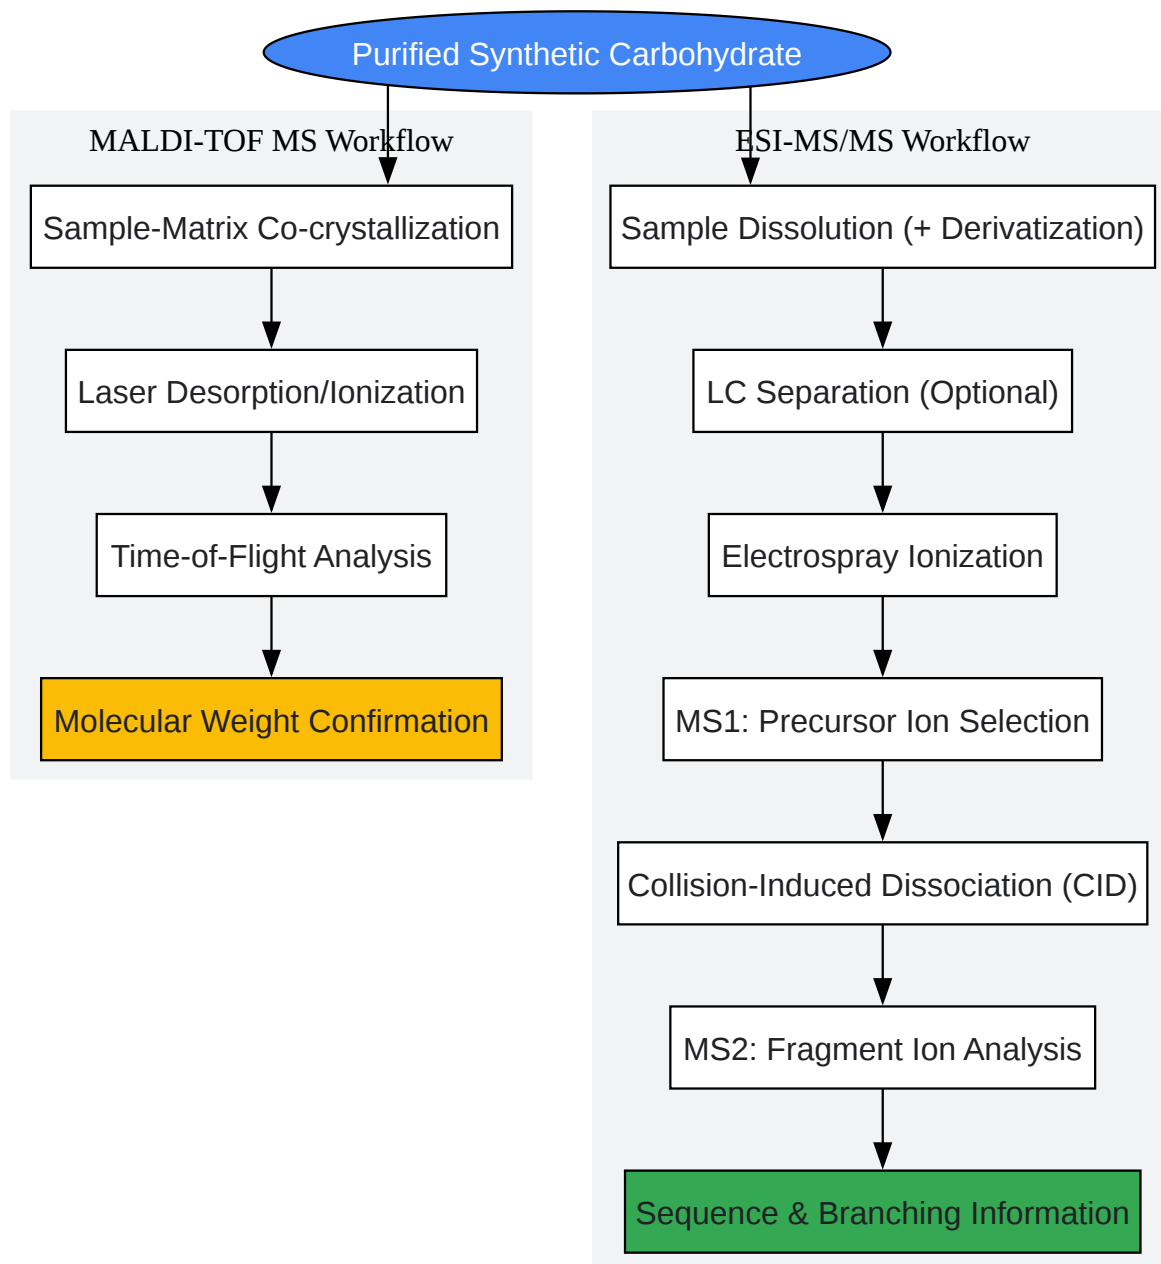 Purified Synthetic Carbohydrate
MALDI-TOF MS Workflow
Sample-Matrix Co-crystallization
Laser Desorption/Ionization
Time-of-Flight Analysis
Molecular Weight Confirmation
ESI-MS/MS Workflow
Sample Dissolution (+ Derivatization)
LC Separation (Optional)
Electrospray Ionization
MS1: Precursor Ion Selection
Collision-Induced Dissociation (CID)
MS2: Fragment Ion Analysis
Sequence & Branching Information